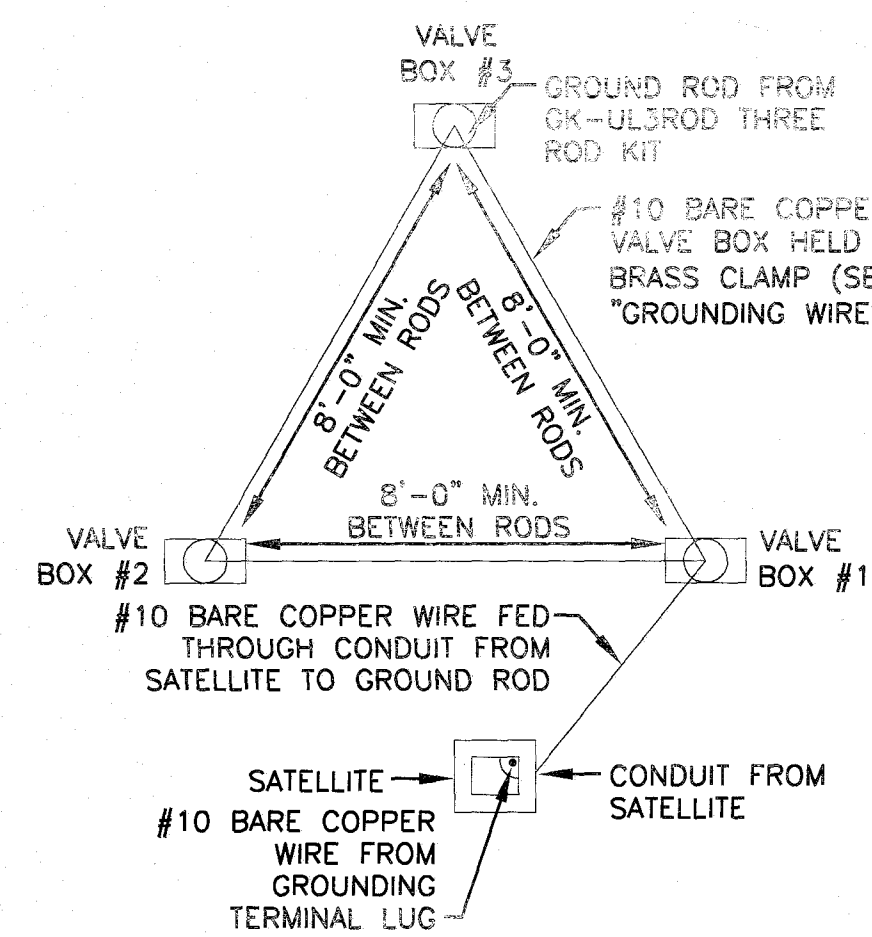 VALVE
BOX #3
GROUND ROD FROM
GK-UL3ROD THREE
ROD KIT
#10 BARE COPPE
VALVE BOX HELD
BRASS CLAMP (SE
"GROUNDING WIRE
8'-0" MIN.
BETWEEN RODS
8'-0" MIN.
BETWEEN RODS
8'-0" MIN.
BETWEEN RODS
VALVE
BOX #2
VALVE
BOX #1
#10 BARE COPPER WIRE FED
THROUGH CONDUIT FROM
SATELLITE TO GROUND ROD
SATELLITE
CONDUIT FROM
SATELLITE
#10 BARE COPPER
WIRE FROM
GROUNDING
TERMINAL LUG